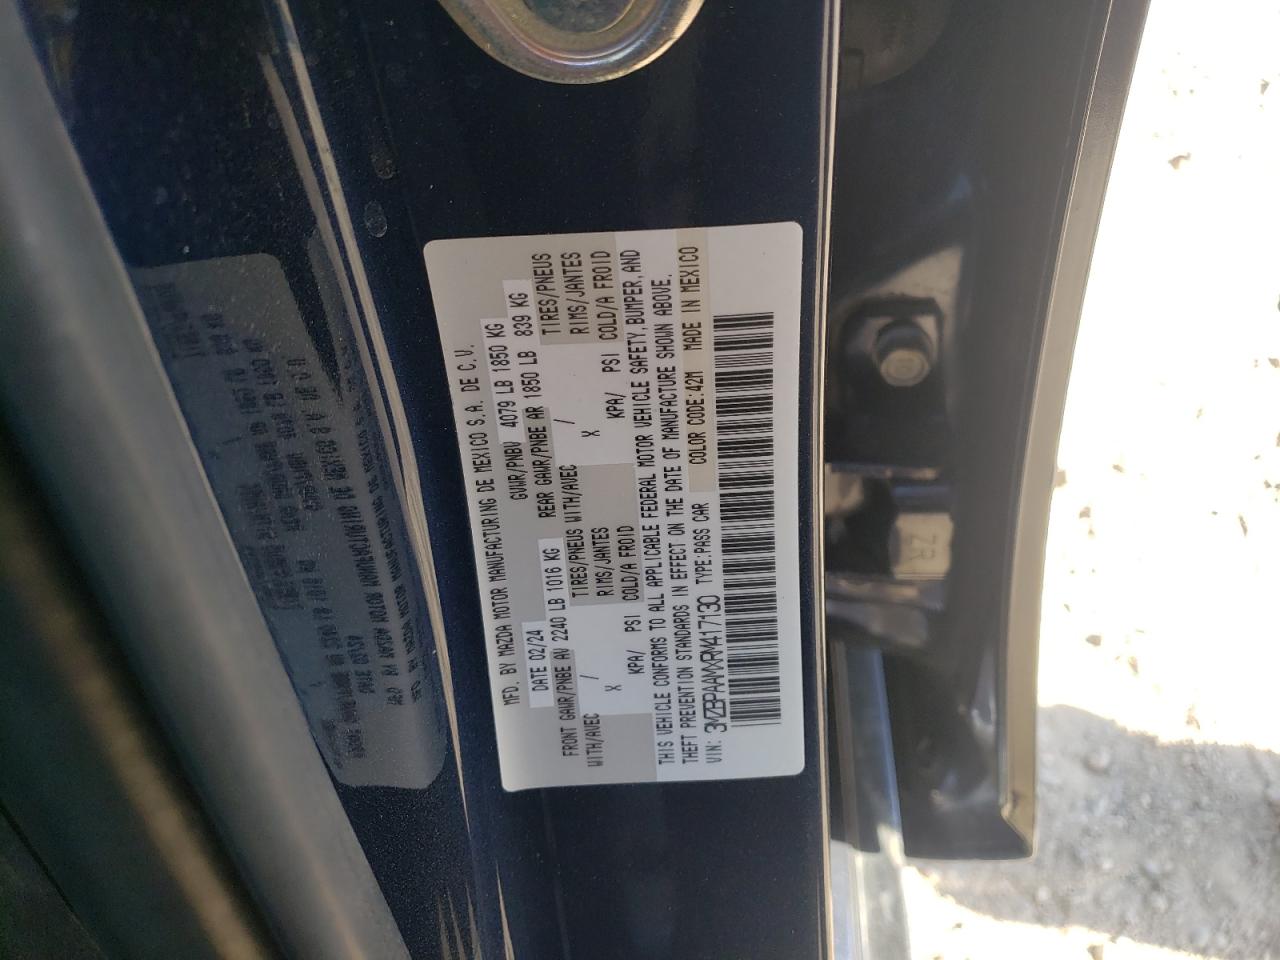 MFD. BY MAZDA MOTOR MANUFACTURING DE MEXICO S.A. DE C.V.
DATE 02/24 GVWR/PNBV 4079 LB 1850 KG
FRONT GAWR/PNBE AV 2240 LB 1016 KG REAR GAWR/PNBE AR 1850 LB 839 KG
WITH/AVEC / TIRES/PNEUS WITH/AVEC / TIRES/PNEUS
X RIMS/JANTES X RIMS/JANTES
KPA/ PSI COLD/A FROID KPA/ PSI COLD/A FROID
THIS VEHICLE CONFORMS TO ALL APPLICABLE FEDERAL MOTOR VEHICLE SAFETY, BUMPER, AND
THEFT PREVENTION STANDARDS IN EFFECT ON THE DATE OF MANUFACTURE SHOWN ABOVE.
VIN: 3MZBPAAMXRM417130 TYPE:PASS CAR COLOR CODE:42M MADE IN MEXICO
ZR